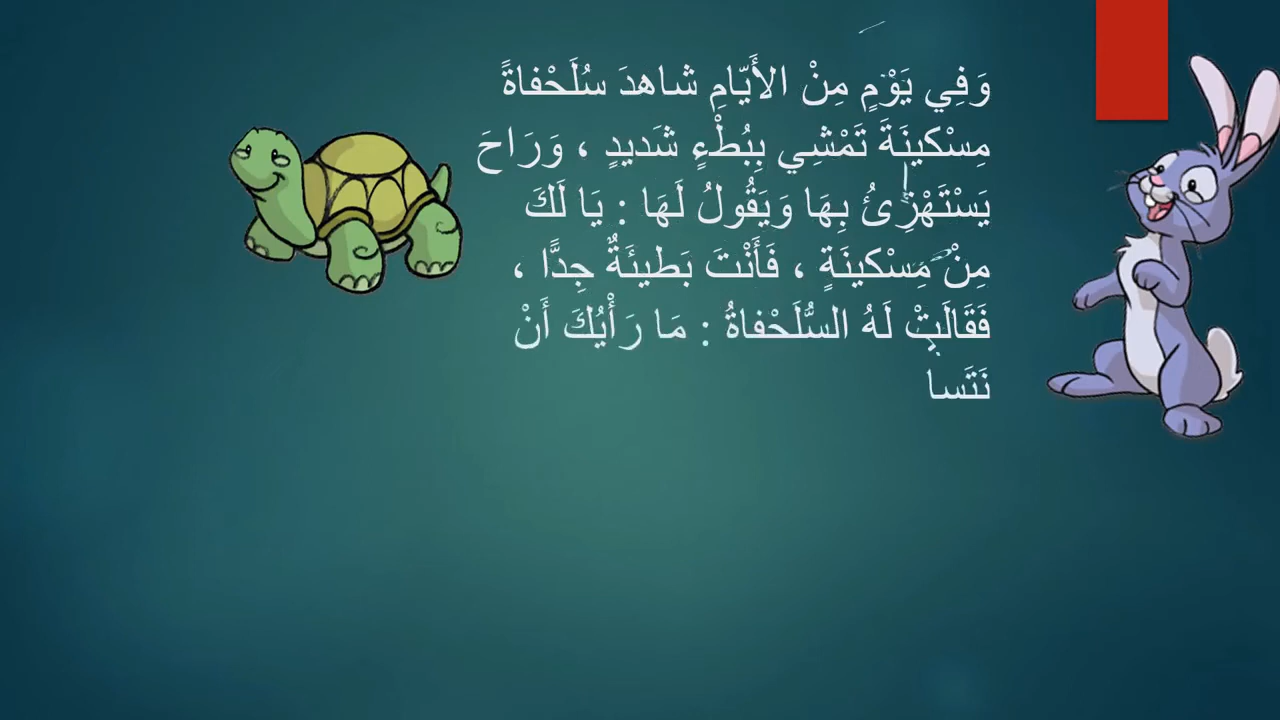 وَفِي يَوْمٍ مِنْ الأَيّامِ شاهدَ سُلَحْفاةً
مِسْكينَةَ تَمْشِي بِبُطْءٍ شَديدٍ ، وَرَاحَ
يَسْتَهْزِئُ بِهَا وَيَقُولُ لَهَا : يَا لَكَ
مِنْ مِسْكينَةٍ ، فَأَنْتَ بَطيئَةٌ جِدًّا ،
فَقَالَتْ لَهُ السُّلَحْفاةُ : مَا رَأْيُكَ أَنْ
نَتَسا